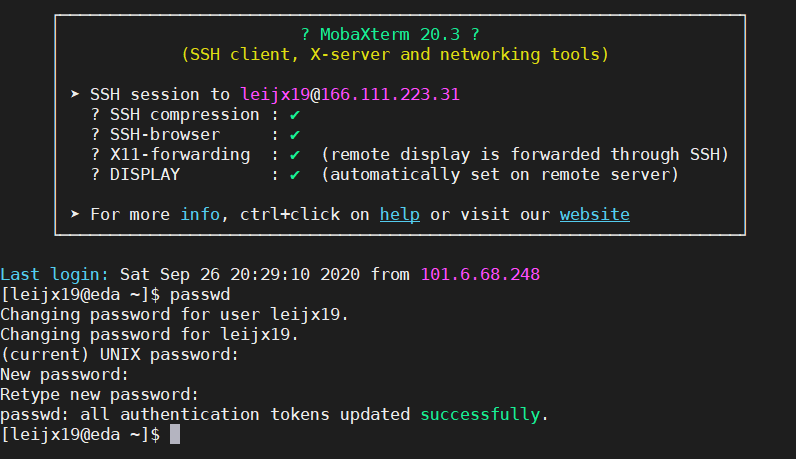 ? MobaXterm 20.3 ?
(SSH client, X-server and networking tools)
➤ SSH session to leijx19@166.111.223.31
? SSH compression : ✔
? SSH-browser     : ✔
? X11-forwarding  : ✔  (remote display is forwarded through SSH)
? DISPLAY         : ✔  (automatically set on remote server)
➤ For more info, ctrl+click on help or visit our website
Last login: Sat Sep 26 20:29:10 2020 from 101.6.68.248
[leijx19@eda ~]$ passwd
Changing password for user leijx19.
Changing password for leijx19.
(current) UNIX password:
New password:
Retype new password:
passwd: all authentication tokens updated successfully.
[leijx19@eda ~]$